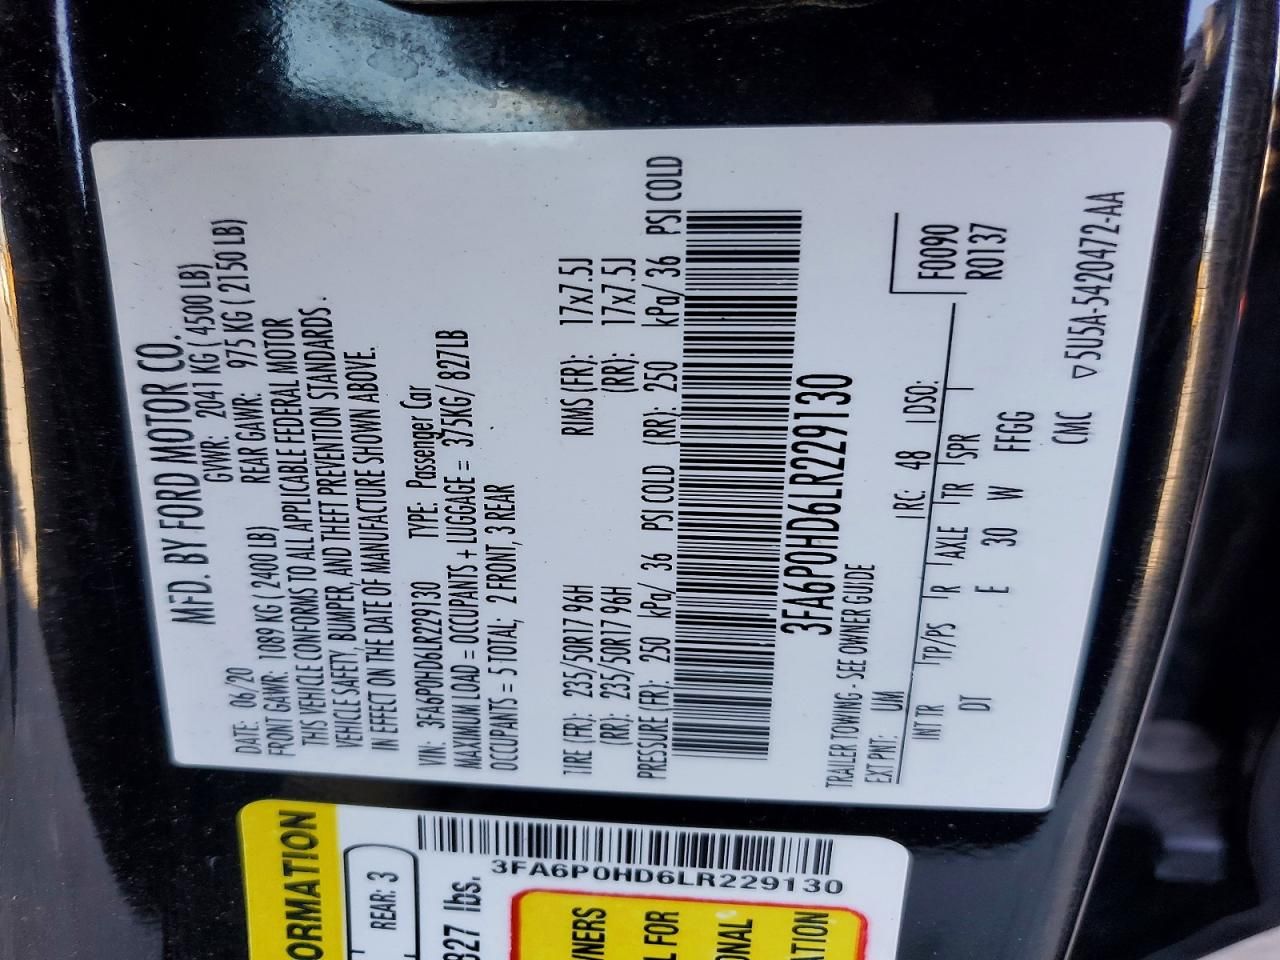 MFD. BY FORD MOTOR CO.
DATE: 06/20 GVWR: 2041 KG ( 4500 LB)
FRONT GAWR: 1089 KG ( 2400 LB) REAR GAWR: 975 KG ( 2150 LB)
THIS VEHICLE CONFORMS TO ALL APPLICABLE FEDERAL MOTOR
VEHICLE SAFETY, BUMPER, AND THEFT PREVENTION STANDARDS.
IN EFFECT ON THE DATE OF MANUFACTURE SHOWN ABOVE.
VIN: 3FA6P0HD6LR229130 TYPE: Passenger Car
MAXIMUM LOAD = OCCUPANTS + LUGGAGE = 375KG/ 827LB
OCCUPANTS = 5 TOTAL; 2 FRONT, 3 REAR
TIRE (FR): 235/50R17 96H RIMS (FR): 17x7.5J
(RR): 235/50R17 96H (RR): 17x7.5J
PRESSURE (FR): 250 kPa/ 36 PSI COLD (RR): 250 kPa/ 36 PSI COLD
3FA6P0HD6LR229130
TRAILER TOWING - SEE OWNER GUIDE
F0090
EXT PNT: UM RC: 48 DSO: R0137
INT TR TP/PS R AXLE TR SPR
DT E 30 W FFGG
CMC ▽5U5A-5420472-AA
ORMATION
REAR: 3
827 lbs.
3FA6P0HD6LR229130
WNERS
L FOR
ONAL
ATION